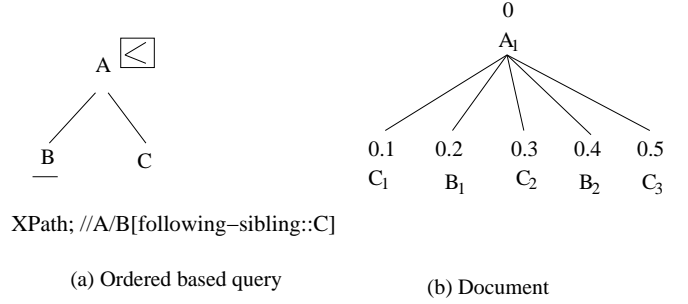 0
A <
A1
B
C
0.1 0.2 0.3 0.4 0.5
C1 B1 C2 B2 C3
XPath; //A/B[following−sibling::C]
(a) Ordered based query
(b) Document